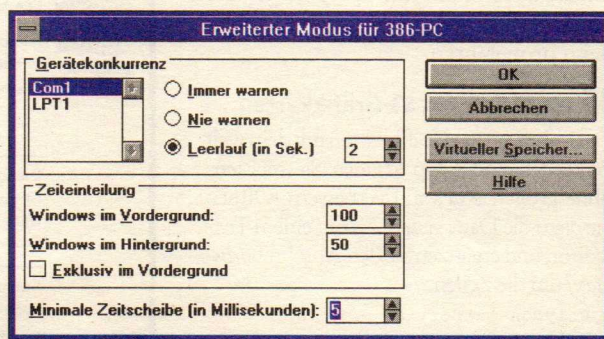 Erweiterter Modus für 386-PC
Gerätekonkurrenz
Com1
LPT1
Immer warnen
Nie warnen
Leerlauf (in Sek.) 2
OK
Abbrechen
Virtueller Speicher...
Hilfe
Zeiteinteilung
Windows im Vordergrund: 100
Windows im Hintergrund: 50
Exklusiv im Vordergrund
Minimale Zeitscheibe (in Millisekunden): 5